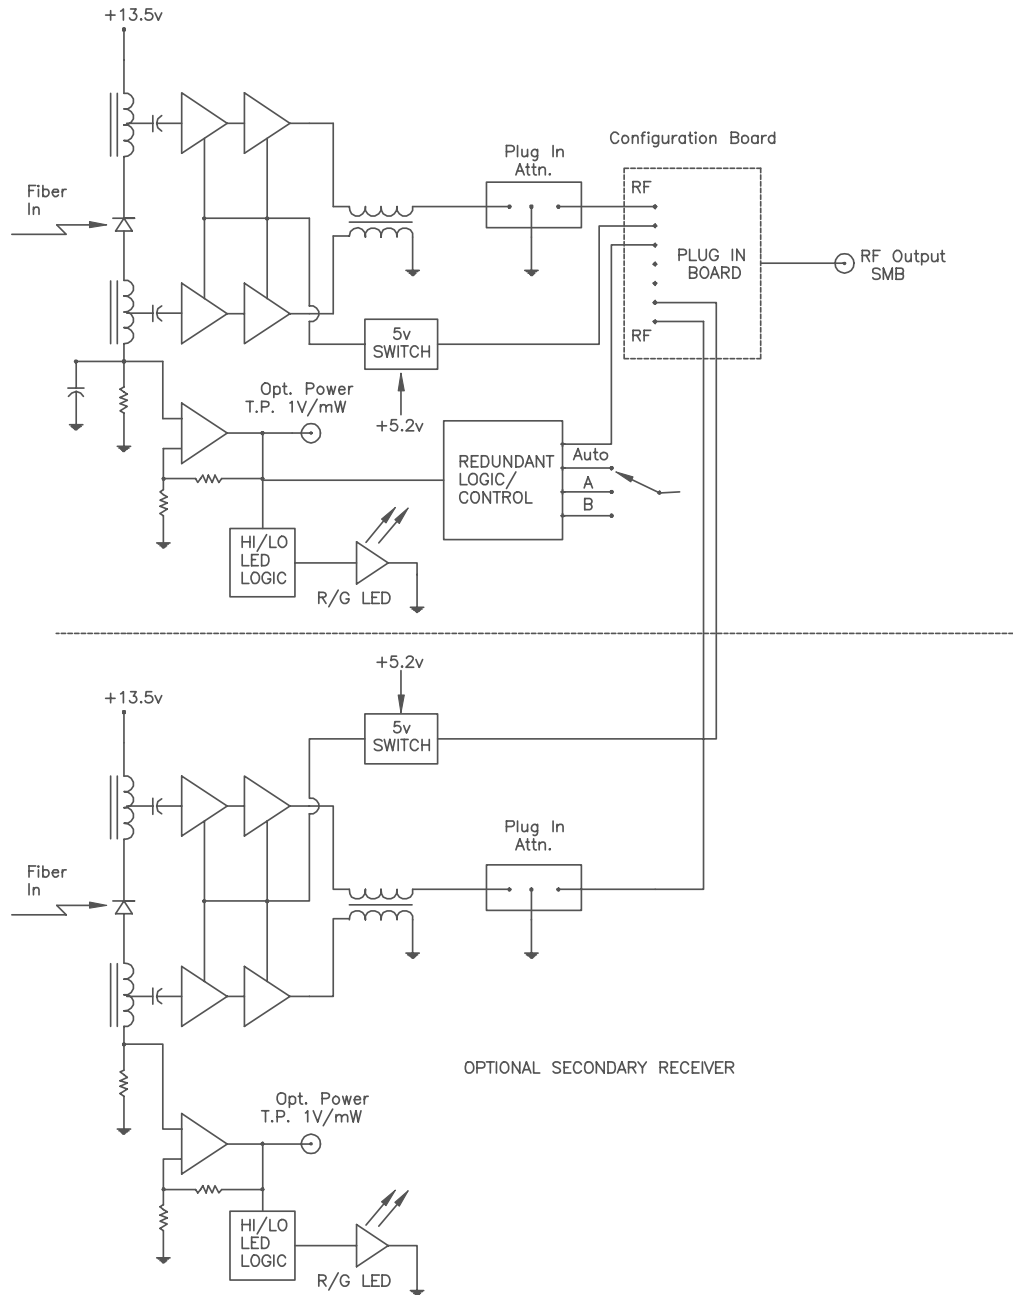 +13.5v
Configuration Board
Plug In
Attn.
RF
Fiber
In
PLUG IN
BOARD
RF Output
SMB
5v
SWITCH
RF
Opt. Power
T.P. 1V/mW
+5.2v
REDUNDANT
LOGIC/
CONTROL
Auto
A
B
HI/LO
LED
LOGIC
R/G LED
+5.2v
+13.5v
5v
SWITCH
Plug In
Attn.
Fiber
In
OPTIONAL SECONDARY RECEIVER
Opt. Power
T.P. 1V/mW
HI/LO
LED
LOGIC
R/G LED